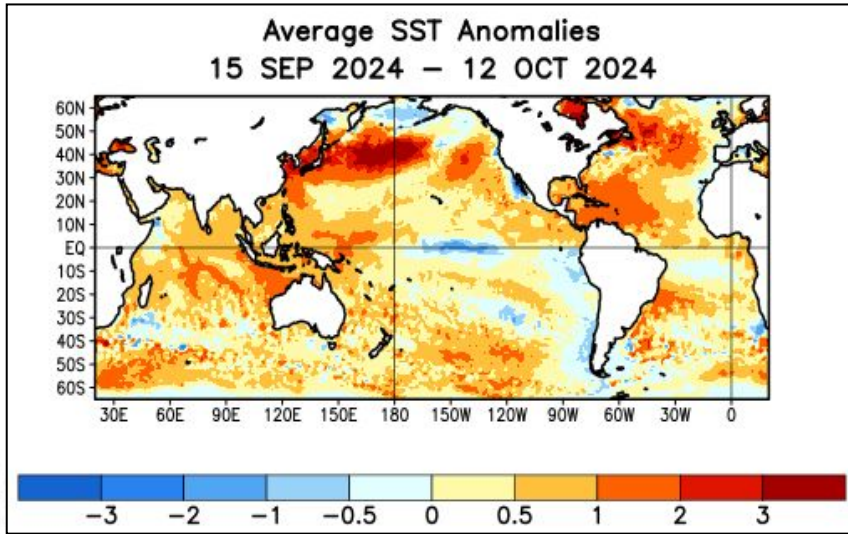 Average SST Anomalies
15 SEP 2024 – 12 OCT 2024
60N
50N
40N
30N
20N
10N
EQ
10S
20S
30S
40S
50S
60S
30E 60E 90E 120E 150E 180 150W 120W 90W 60W 30W 0
−3 −2 −1 −0.5 0 0.5 1 2 3